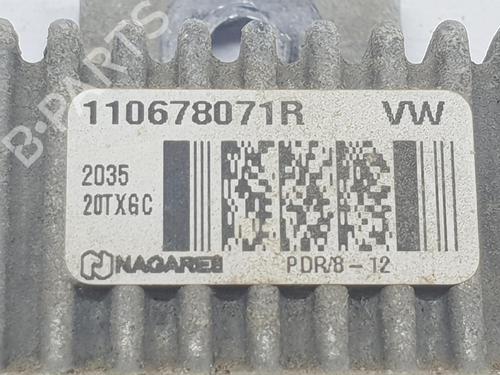 110678071R VW
2035
20TXGC
NAGARES PDR/8-12
B-PARTS